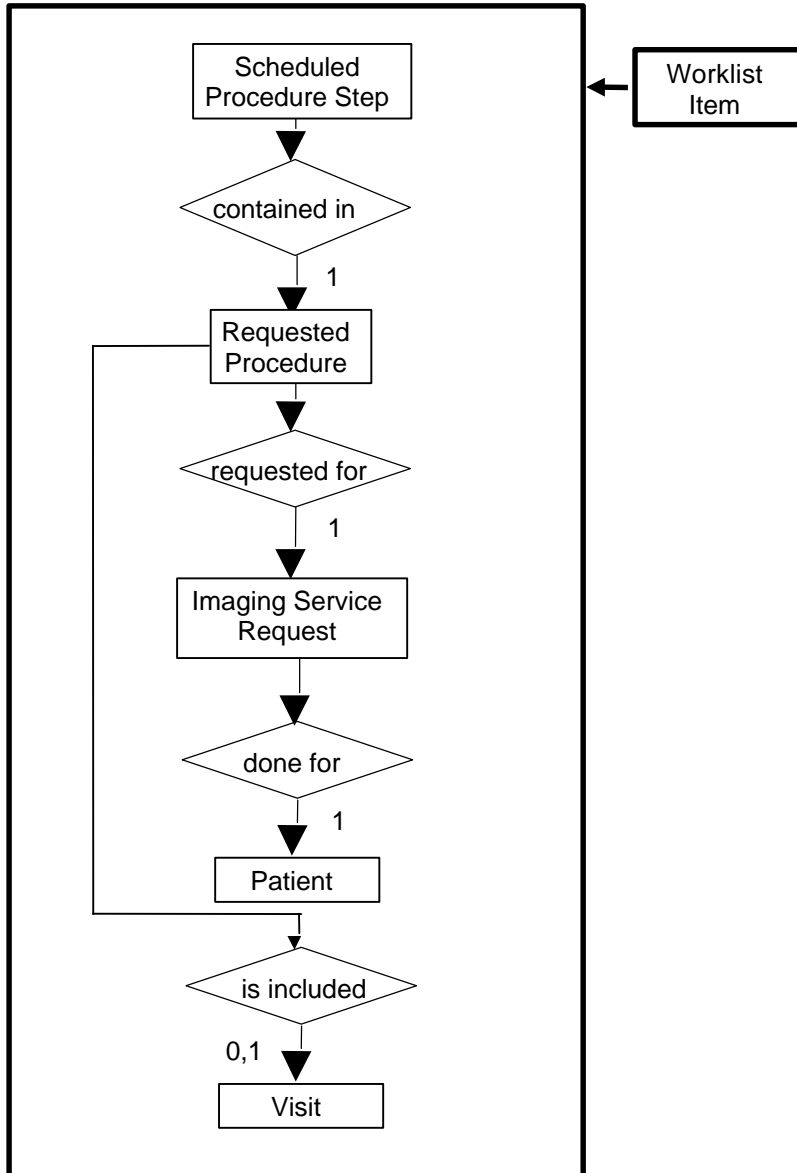 Scheduled
Procedure Step
Worklist
Item
contained in
1
Requested
Procedure
requested for
1
Imaging Service
Request
done for
1
Patient
is included
0,1
Visit